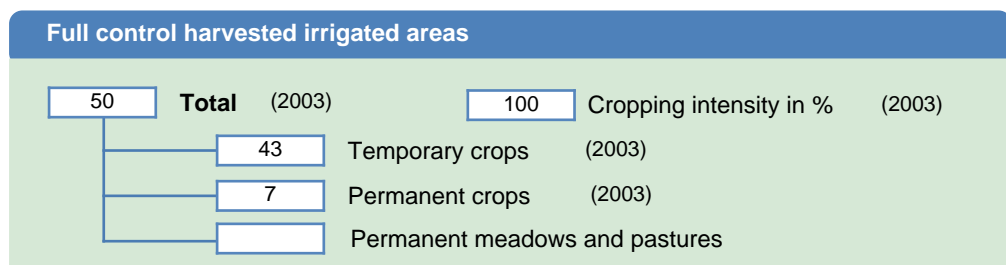 Full control harvested irrigated areas
50 Total (2003) 100 Cropping intensity in % (2003)
43 Temporary crops (2003)
7 Permanent crops (2003)
Permanent meadows and pastures